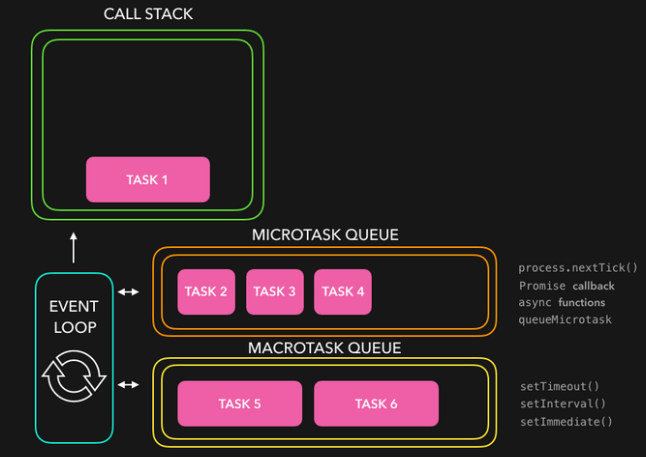 CALL STACK
TASK 1
MICROTASK QUEUE
TASK 2 TASK 3 TASK 4
process.nextTick()
Promise callback
async functions
queueMicrotask
EVENT
LOOP
MACROTASK QUEUE
TASK 5 TASK 6
setTimeout()
setInterval()
setImmediate()